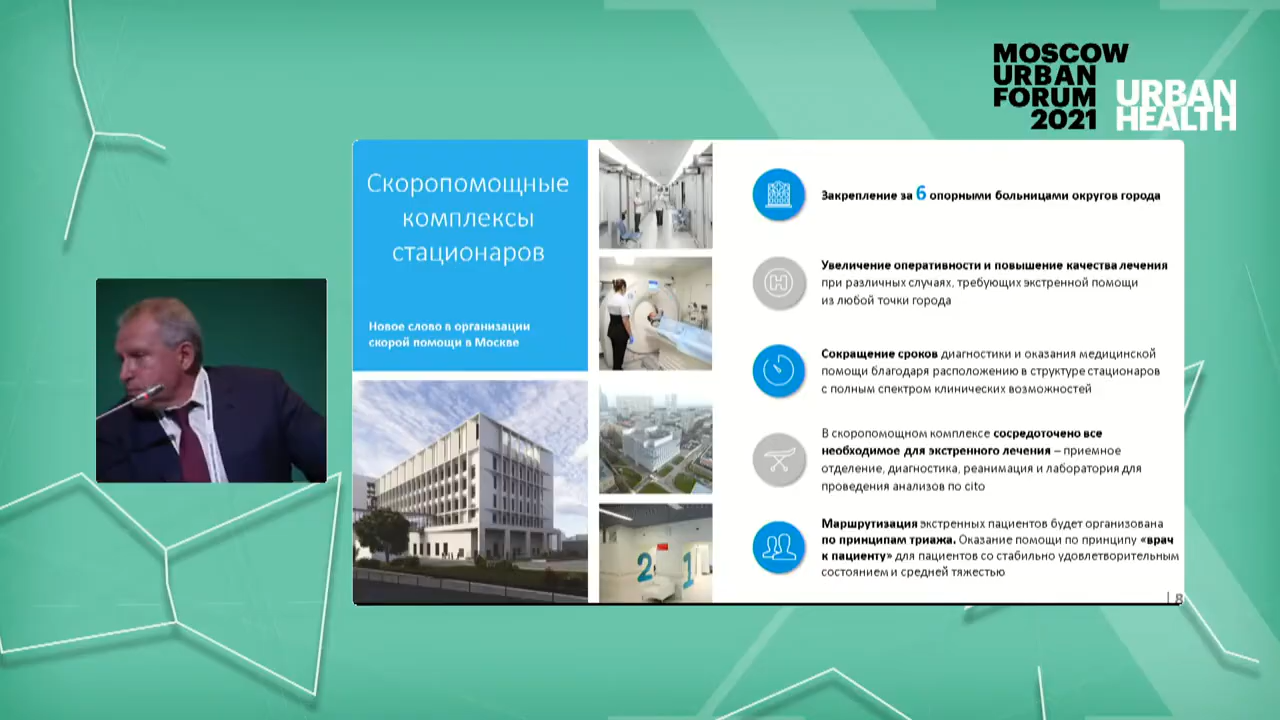 MOSCOW
URBAN
FORUM
2021
URBAN
HEALTH
Скоропомощные
комплексы
стационаров
Новое слово в организации
скорой помощи в Москве
Закрепление за 6 опорными больницами округов города
Увеличение оперативности и повышение качества лечения
при различных случаях, требующих экстренной помощи
из любой точки города
Сокращение сроков диагностики и оказания медицинской
помощи благодаря расположению в структуре стационаров
с полным спектром клинических возможностей
В скоропомощном комплексе сосредоточено все
необходимое для экстренного лечения – приемное
отделение, диагностика, реанимация и лаборатория для
проведения анализов по cito
Маршрутизация экстренных пациентов будет организована
по принципам триажа. Оказание помощи по принципу «врач
к пациенту» для пациентов со стабильно удовлетворительным
состоянием и средней тяжестью
2 1
| 8